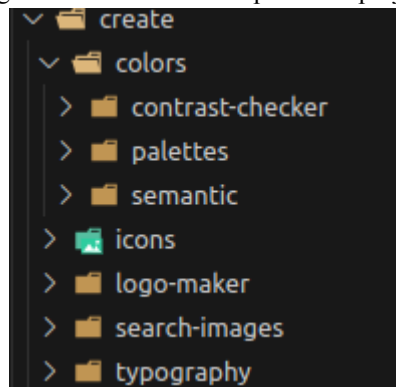 create
colors
contrast-checker
palettes
semantic
icons
logo-maker
search-images
typography